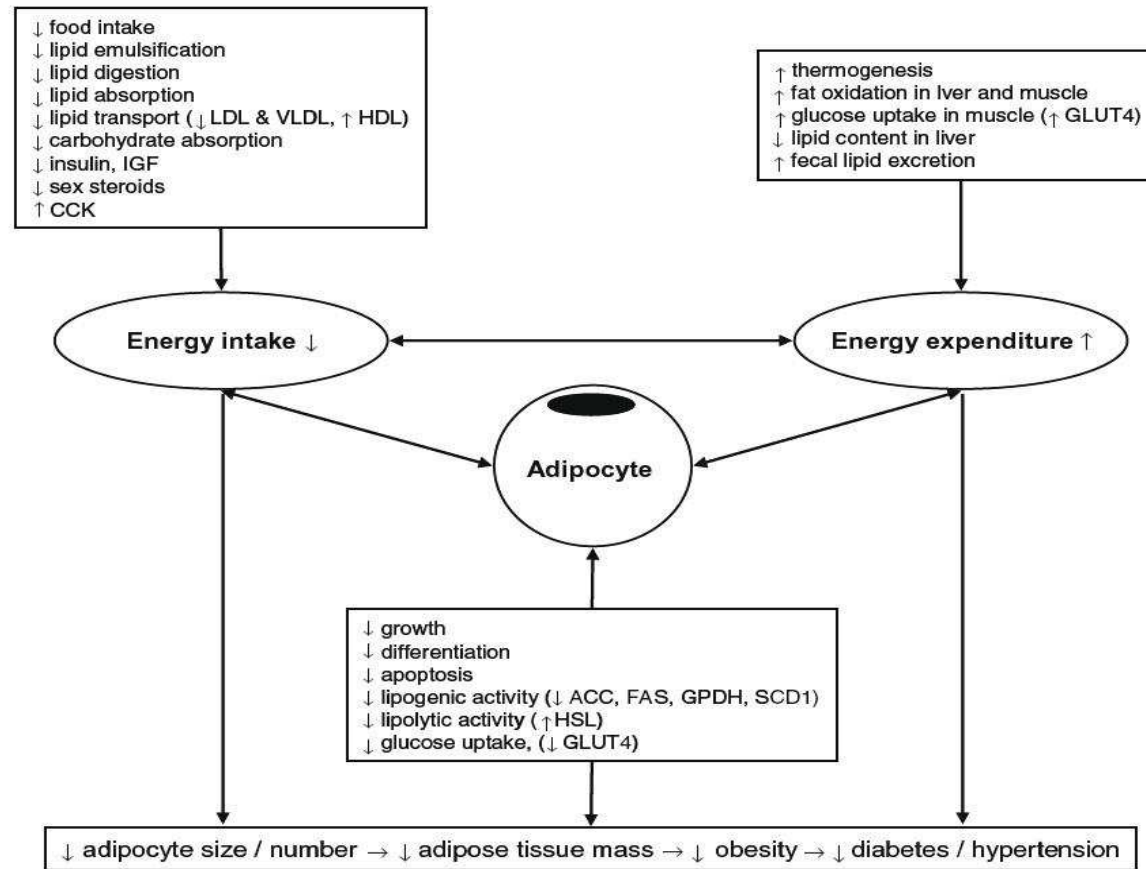 ↓ food intake
↓ lipid emulsification
↓ lipid digestion
↓ lipid absorption
↓ lipid transport (↓ LDL & VLDL, ↑ HDL)
↓ carbohydrate absorption
↓ insulin, IGF
↓ sex steroids
↑ CCK
↑ thermogenesis
↑ fat oxidation in liver and muscle
↑ glucose uptake in muscle (↑ GLUT4)
↓ lipid content in liver
↑ fecal lipid excretion
Energy intake ↓
Energy expenditure ↑
Adipocyte
↓ growth
↓ differentiation
↓ apoptosis
↓ lipogenic activity (↓ ACC, FAS, GPDH, SCD1)
↓ lipolytic activity (↑HSL)
↓ glucose uptake, (↓ GLUT4)
↓ adipocyte size / number → ↓ adipose tissue mass → ↓ obesity → ↓ diabetes / hypertension